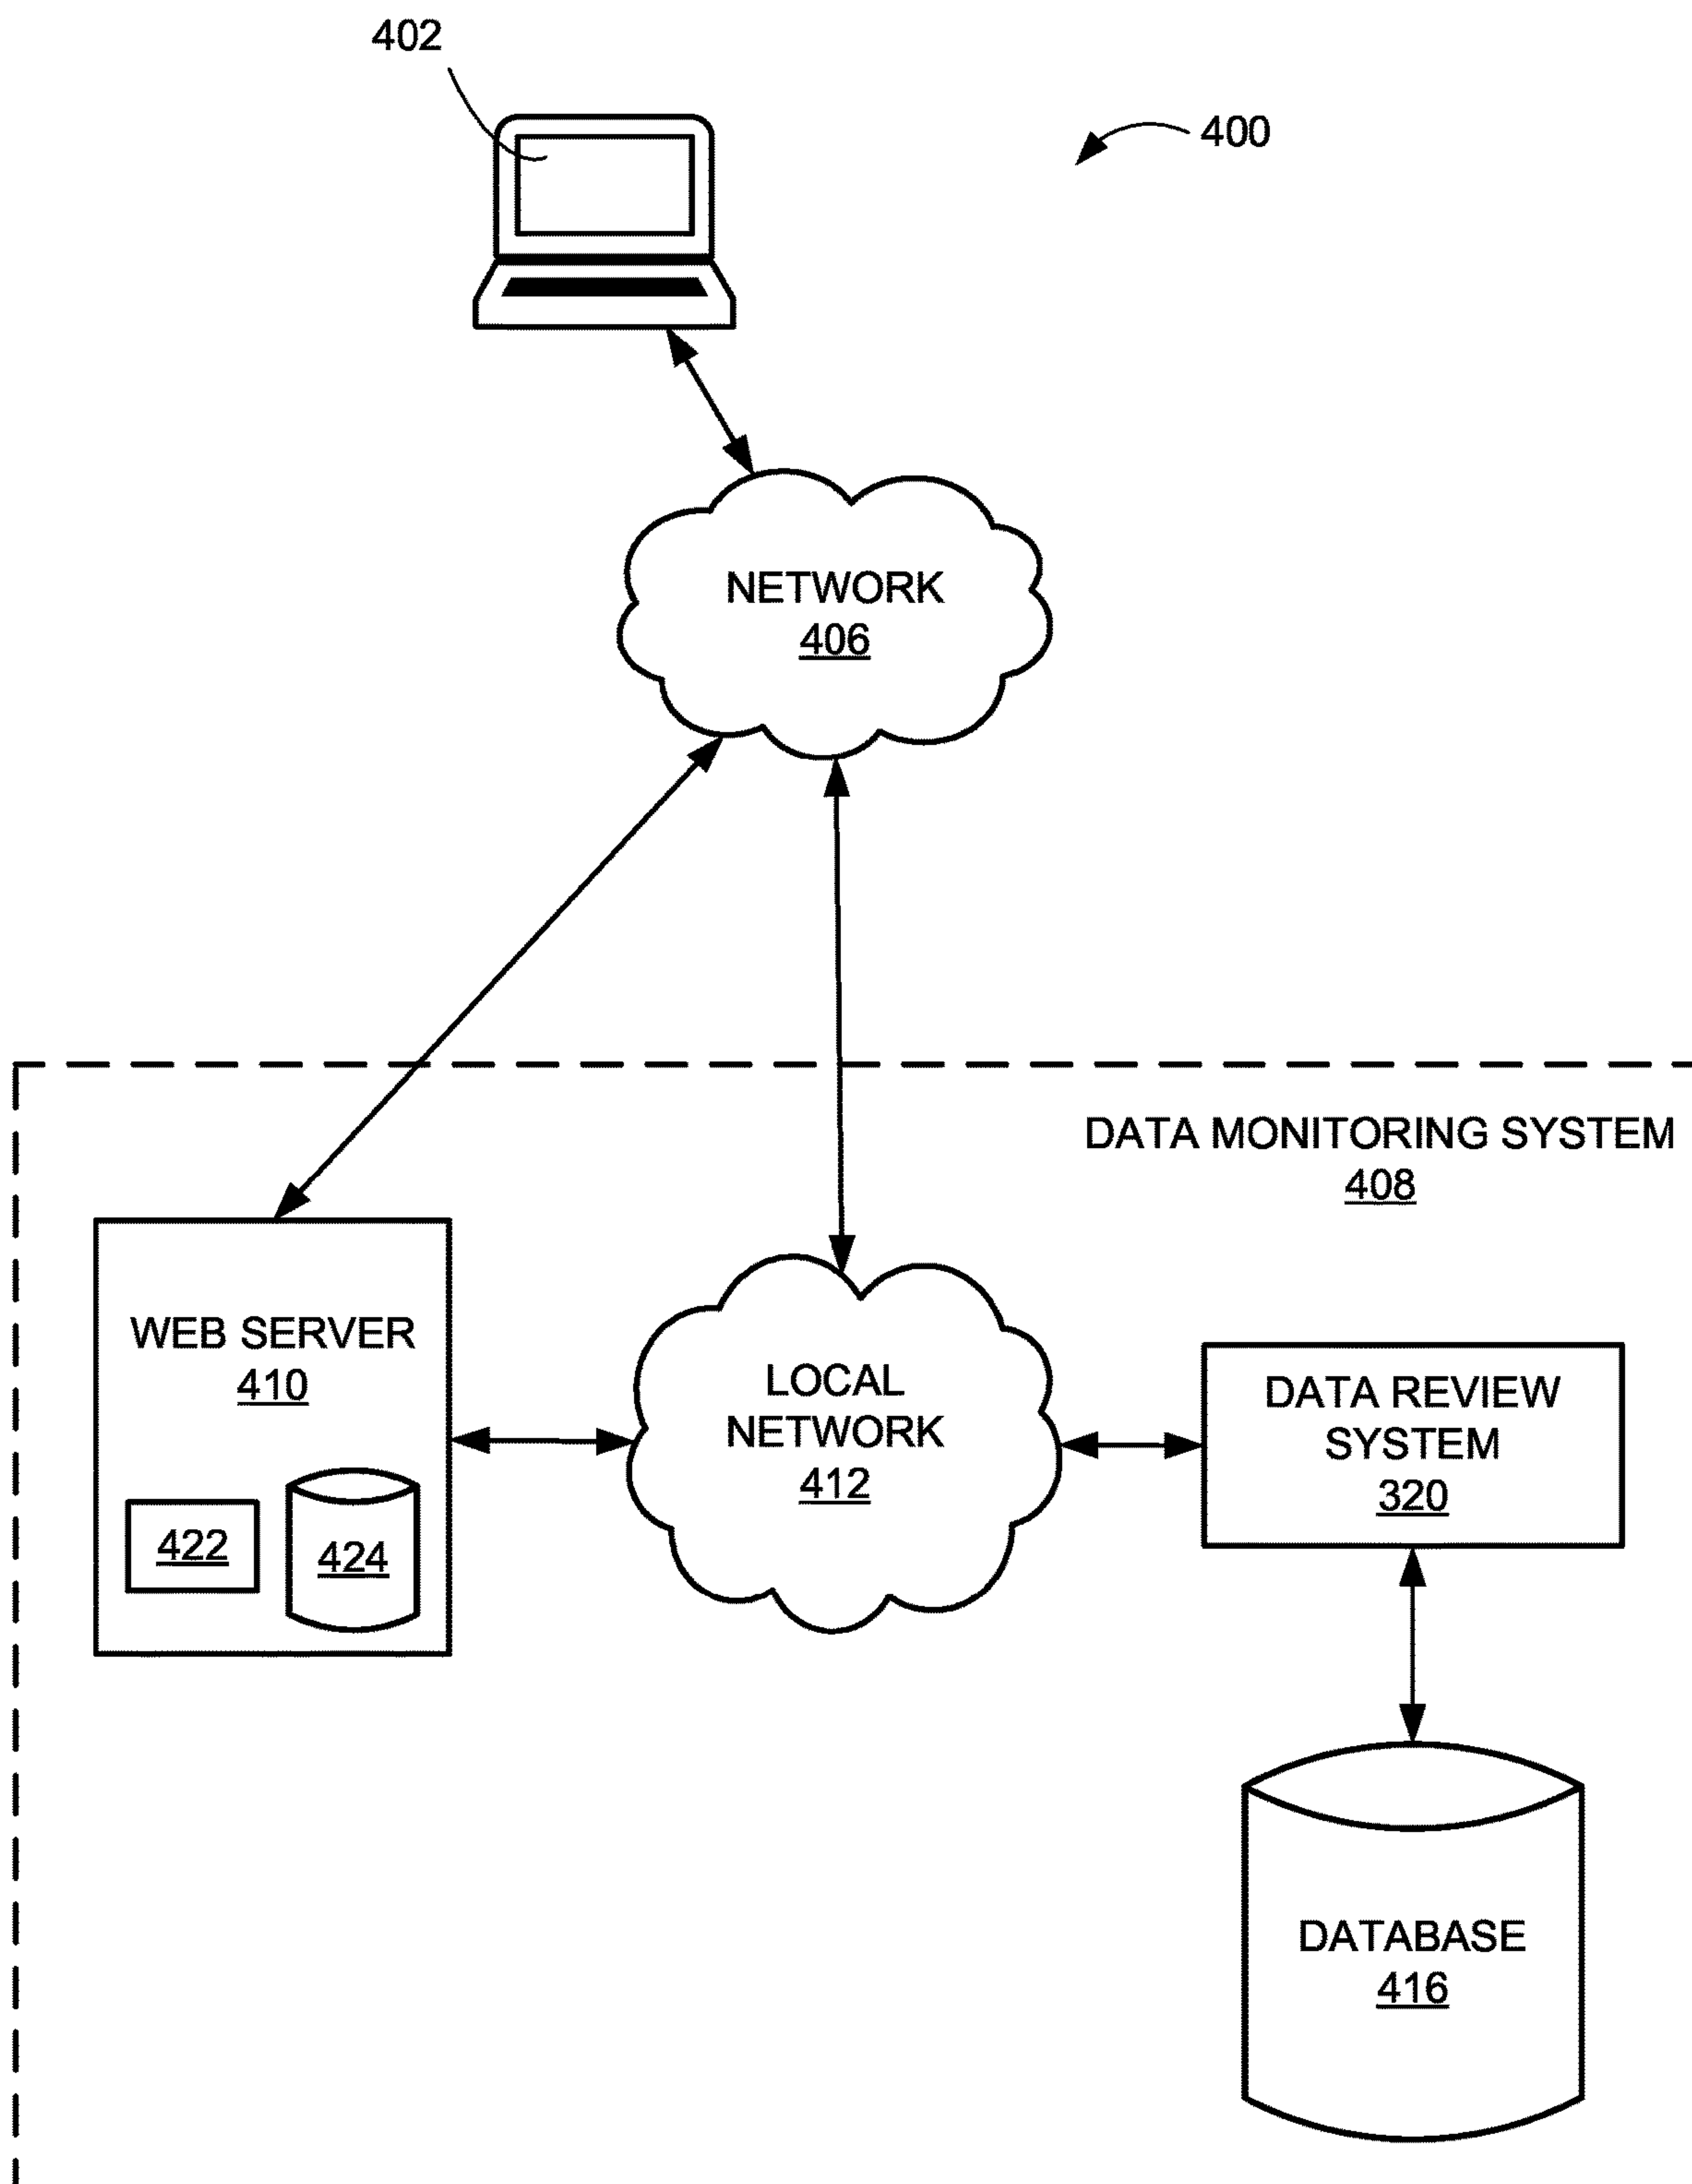 402
400
NETWORK
406
DATA MONITORING SYSTEM
408
WEB SERVER
410
422
424
LOCAL
NETWORK
412
DATA REVIEW
SYSTEM
320
DATABASE
416